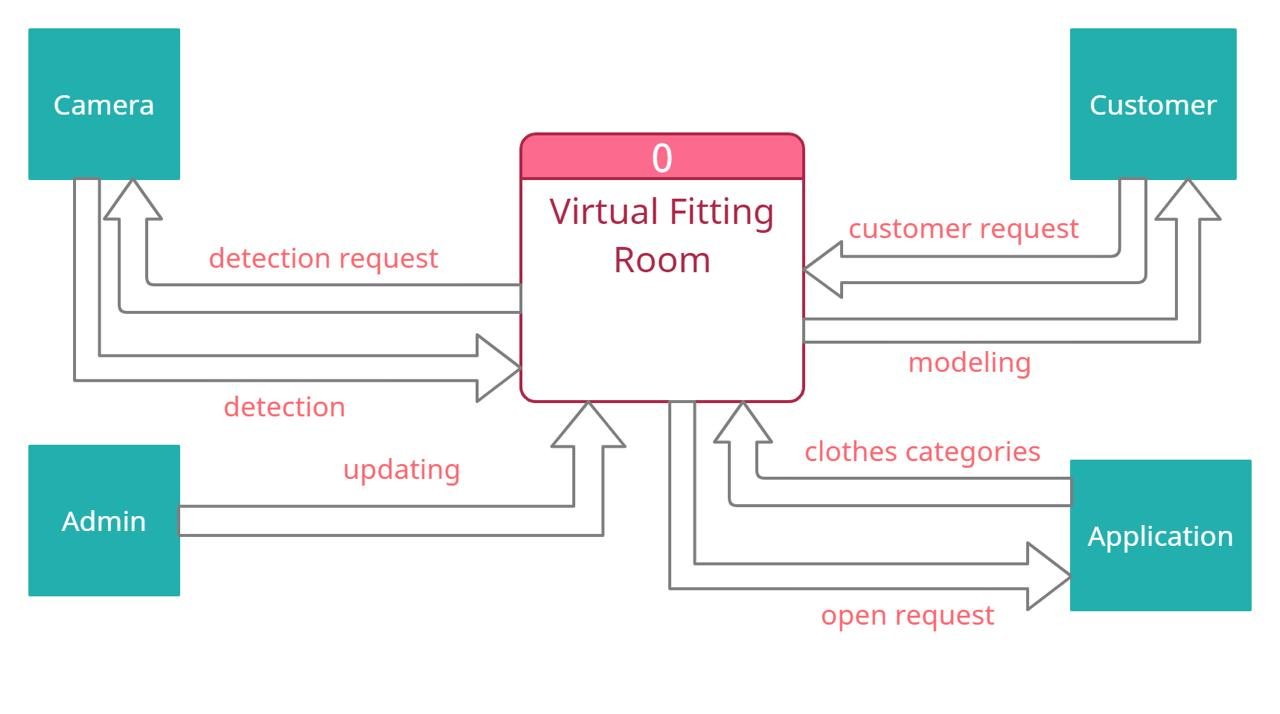 Camera
Customer
0
Virtual Fitting
Room
customer request
detection request
modeling
detection
clothes categories
updating
Admin
Application
open request